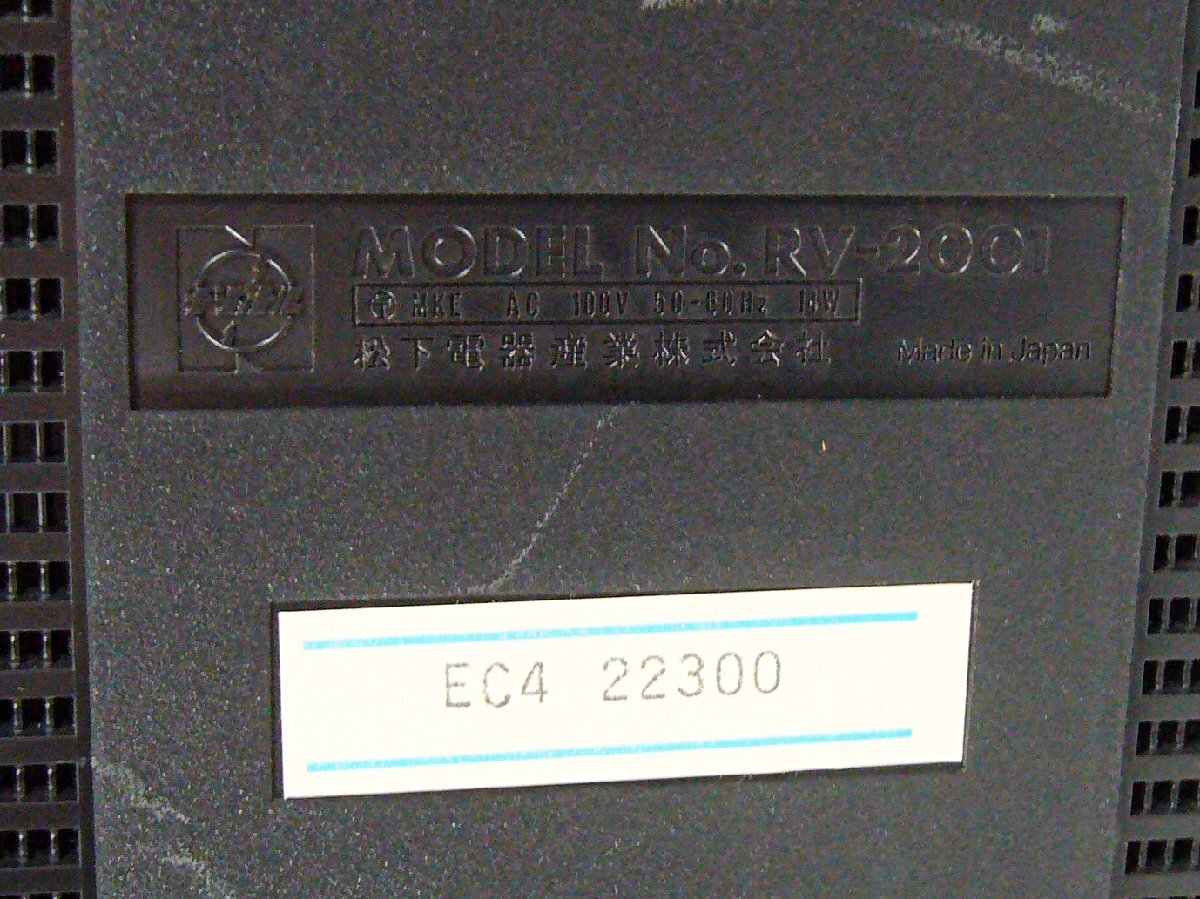 MODEL No. RV-2001
MKE AC 100V 50-60Hz 10W
松下電器産業株式会社
Made in Japan
EC4 22300